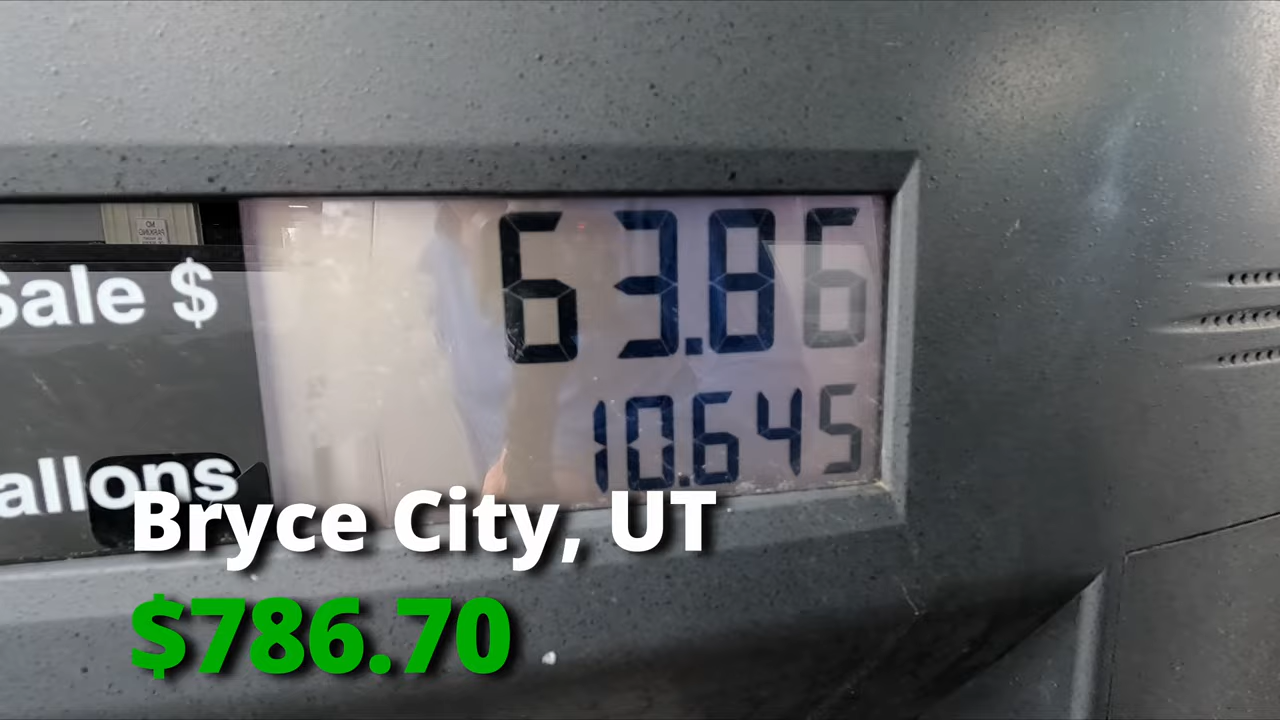 Sale $
63.86
10.645
allons
Bryce City, UT
$786.70